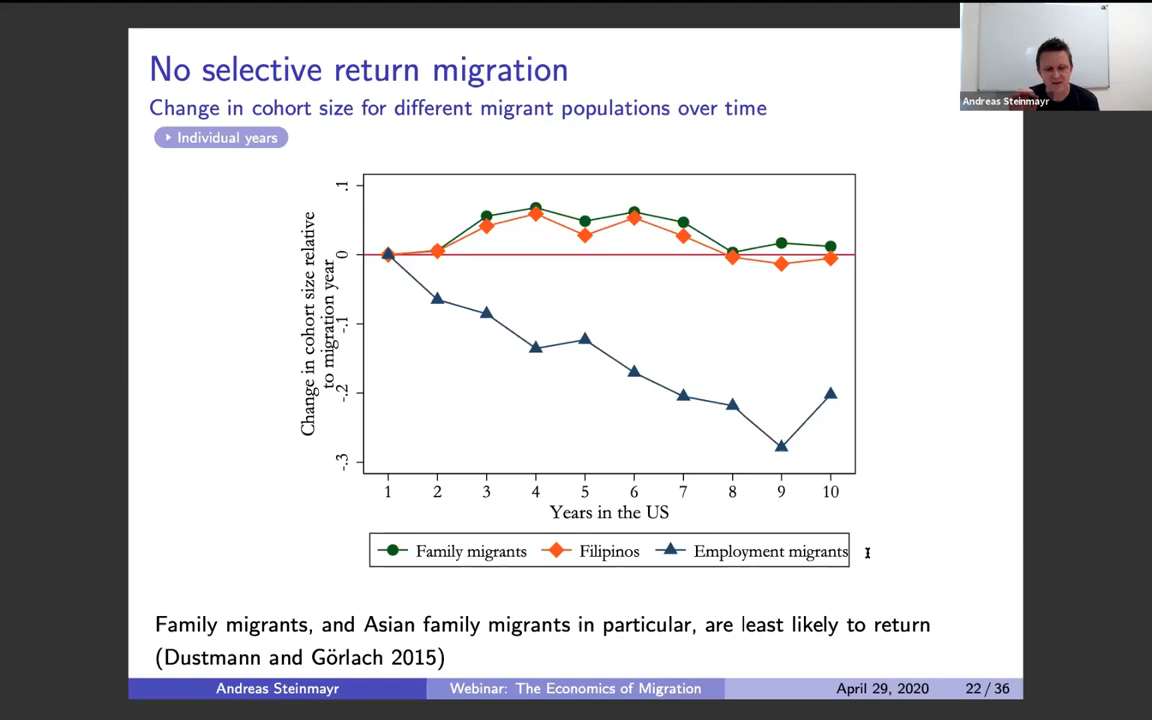 No selective return migration
Andreas Steinmayr
Change in cohort size for different migrant populations over time
Individual years
Change in cohort size relative
to migration year
.1
0
-.1
-.2
-.3
1 2 3 4 5 6 7 8 9 10
Years in the US
Family migrants Filipinos Employment migrants
Family migrants, and Asian family migrants in particular, are least likely to return
(Dustmann and Görlach 2015)
Andreas Steinmayr Webinar: The Economics of Migration April 29, 2020 22 / 36